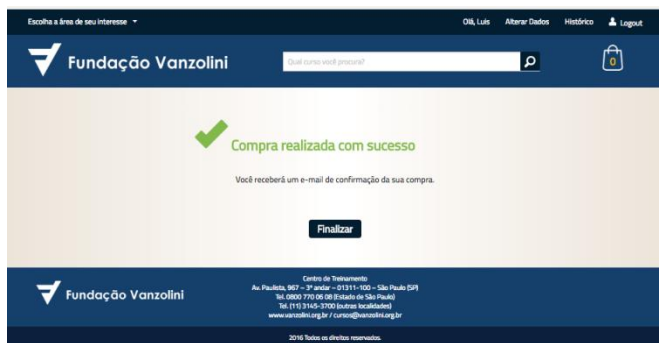 Escolha a área de seu interesse
Olá, Luis Alterar Dados Histórico Logout
Fundação Vanzolini
Qual curso você procura?
0
Compra realizada com sucesso
Você receberá um e-mail de confirmação da sua compra.
Finalizar
Fundação Vanzolini
Centro de Treinamento
Av. Paulista, 967 – 3º andar – 01311-100 – São Paulo (SP)
Tel. 0800 770 06 08 (Estado de São Paulo)
Tel. (11) 3145-3700 (outras localidades)
www.vanzolini.org.br / cursos@vanzolini.org.br
2016 Todos os direitos reservados.